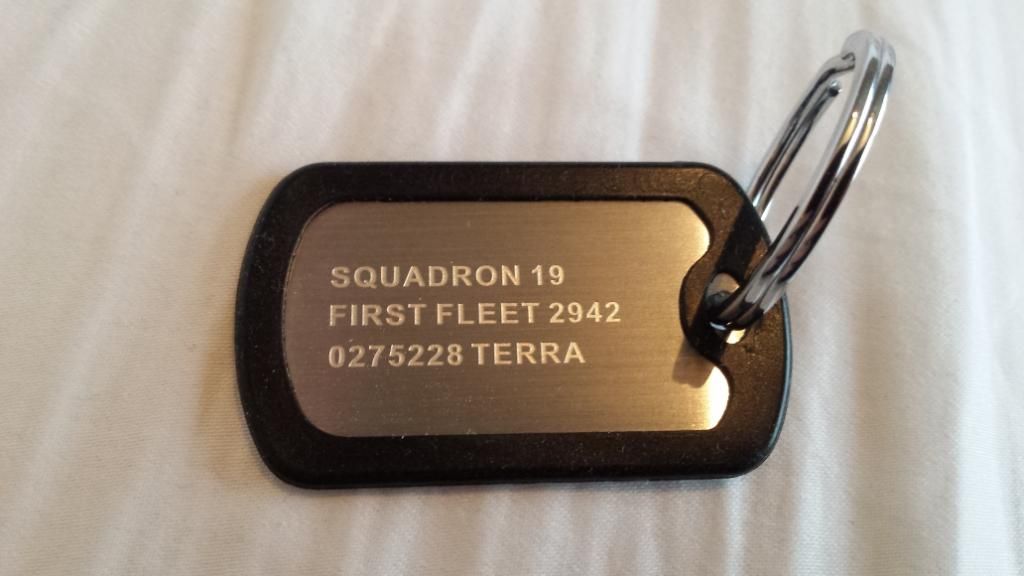 SQUADRON 19
FIRST FLEET 2942
0275228 TERRA